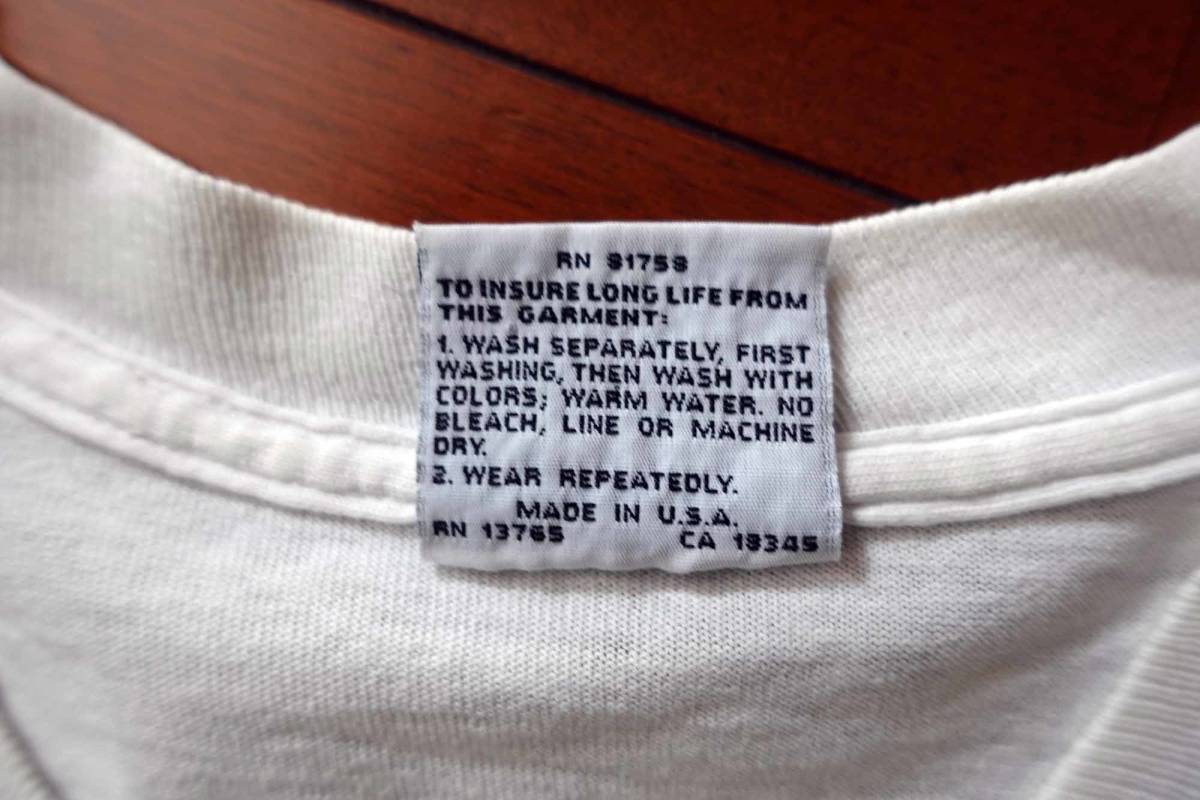 RN 81758
TO INSURE LONG LIFE FROM
THIS GARMENT:
1. WASH SEPARATELY, FIRST
WASHING, THEN WASH WITH
COLORS; WARM WATER. NO
BLEACH, LINE OR MACHINE
DRY.
2. WEAR REPEATEDLY.
MADE IN U.S.A.
RN 13765 CA 18345